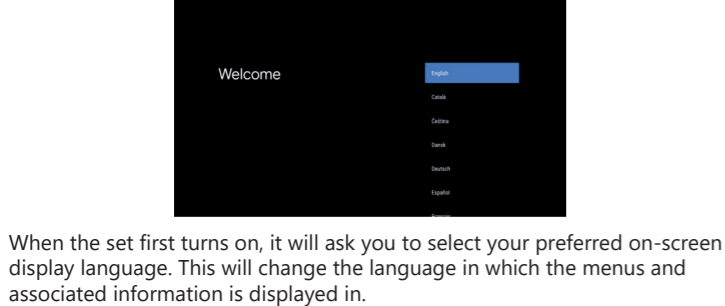 Welcome
English
Català
Čeština
Dansk
Deutsch
Español
Français
When the set first turns on, it will ask you to select your preferred on-screen
display language. This will change the language in which the menus and
associated information is displayed in.